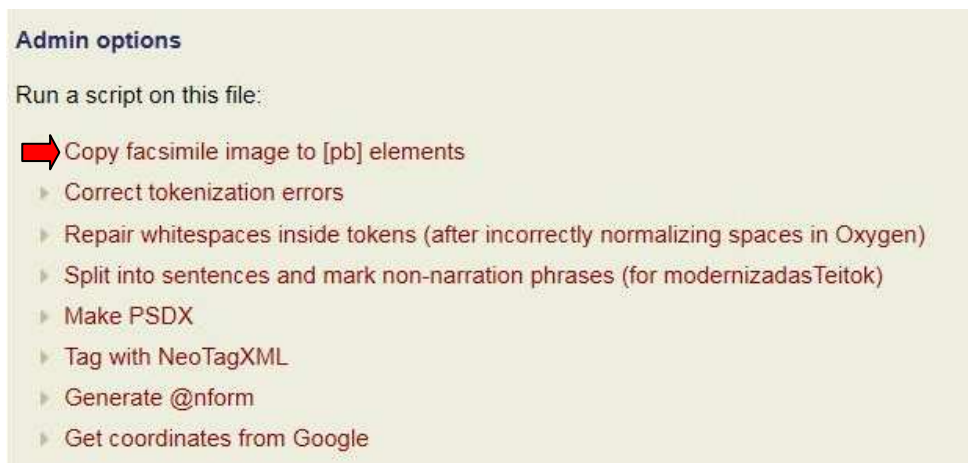 Admin options
Run a script on this file:
Copy facsimile image to [pb] elements
Correct tokenization errors
Repair whitespaces inside tokens (after incorrectly normalizing spaces in Oxygen)
Split into sentences and mark non-narration phrases (for modernizadasTeitok)
Make PSDX
Tag with NeoTagXML
Generate @nform
Get coordinates from Google